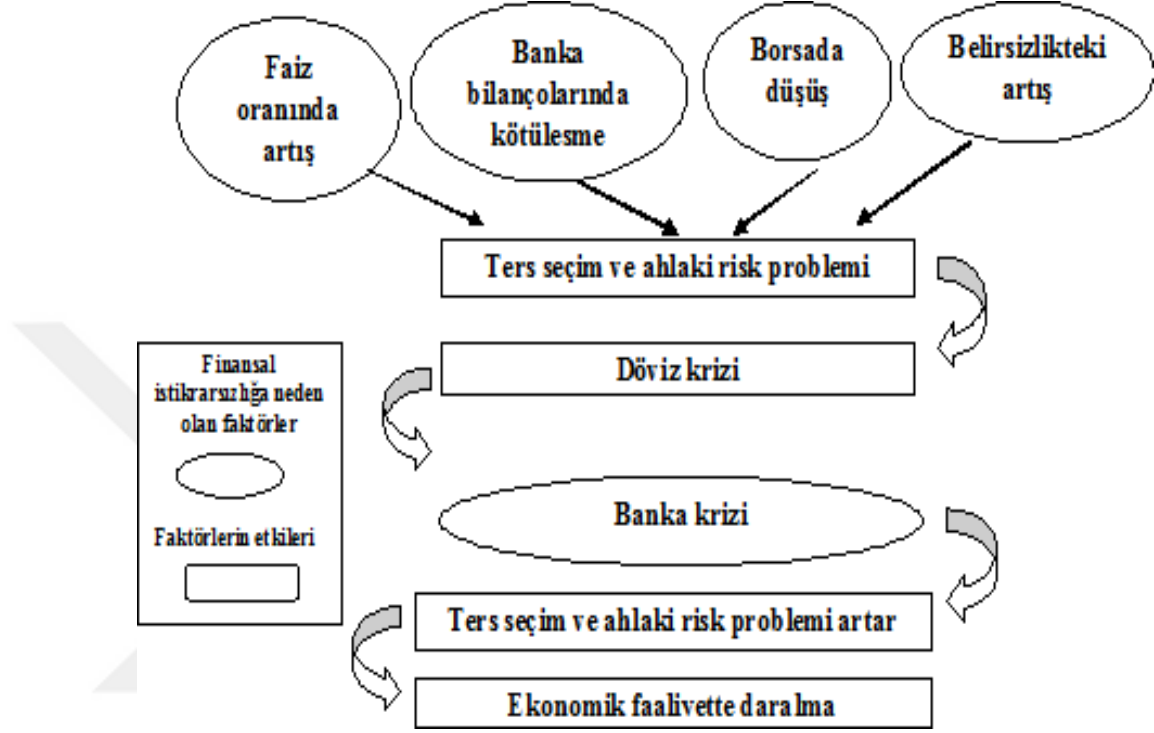 Faiz
oranında
artış
Banka
bilançolarında
kötülesme
Borsada
düşüş
Belirsizlikteki
artış
Ters seçim ve ahlaki risk problemi
Döviz krizi
Finansal
istikrarsızlığa neden
olan faktörler
Faktörlerin etkileri
Banka krizi
Ters seçim ve ahlaki risk problemi artar
Ekonomik faalivette daralma